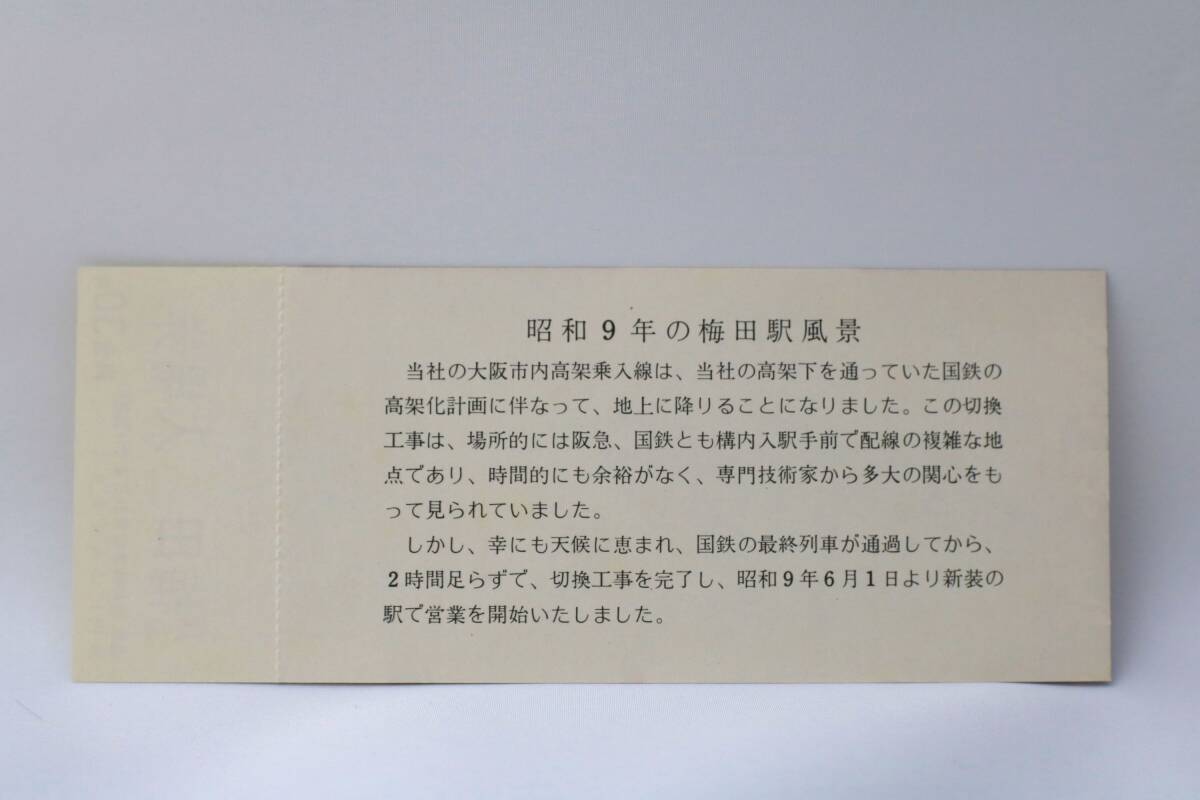 昭和9年の梅田駅風景
当社の大阪市内高架乗入線は、当社の高架下を通っていた国鉄の
高架化計画に伴なって、地上に降りることになりました。この切換
工事は、場所的には阪急、国鉄とも構内入駅手前で配線の複雑な地
点であり、時間的にも余裕がなく、専門技術家から多大の関心をも
って見られていました。
しかし、幸にも天候に恵まれ、国鉄の最終列車が通過してから、
2時間足らずで、切換工事を完了し、昭和9年6月1日より新装の
駅で営業を開始いたしました。